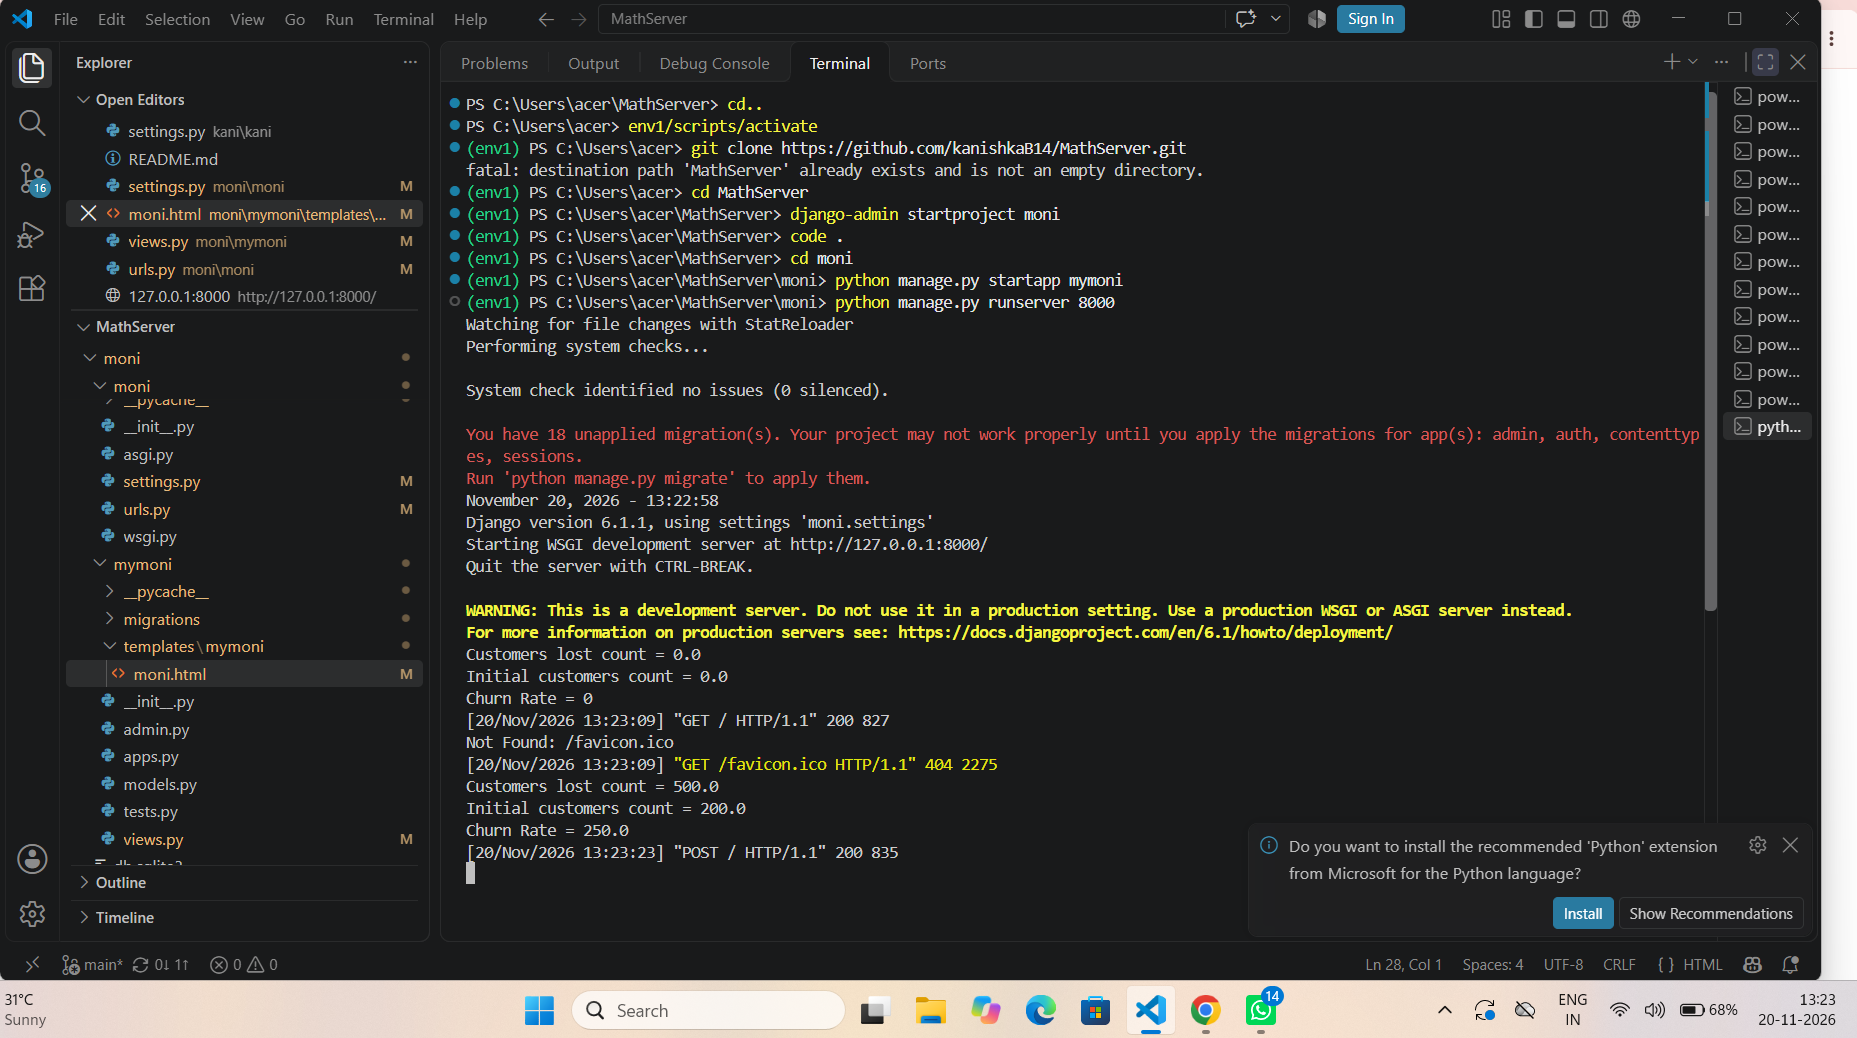 File Edit Selection View Go Run Terminal Help
MathServer
Sign In
Explorer
Problems Output Debug Console Terminal Ports
Open Editors
settings.py kani\kani
README.md
settings.py moni\moni M
moni.html moni\mymoni\templates\... M
views.py moni\mymoni M
urls.py moni\moni M
127.0.0.1:8000 http://127.0.0.1:8000/
16
MathServer
moni
moni
__pycache__
__init__.py
asgi.py
settings.py M
urls.py M
wsgi.py
mymoni
__pycache__
migrations
templates\mymoni
moni.html M
__init__.py
admin.py
apps.py
models.py
tests.py
views.py M
db.sqlite3
Outline
Timeline
PS C:\Users\acer\MathServer> cd..
PS C:\Users\acer> env1/scripts/activate
(env1) PS C:\Users\acer> git clone https://github.com/kanishkaB14/MathServer.git
fatal: destination path 'MathServer' already exists and is not an empty directory.
(env1) PS C:\Users\acer> cd MathServer
(env1) PS C:\Users\acer\MathServer> django-admin startproject moni
(env1) PS C:\Users\acer\MathServer> code .
(env1) PS C:\Users\acer\MathServer> cd moni
(env1) PS C:\Users\acer\MathServer\moni> python manage.py startapp mymoni
(env1) PS C:\Users\acer\MathServer\moni> python manage.py runserver 8000
Watching for file changes with StatReloader
Performing system checks...
System check identified no issues (0 silenced).
You have 18 unapplied migration(s). Your project may not work properly until you apply the migrations for app(s): admin, auth, contenttyp
es, sessions.
Run 'python manage.py migrate' to apply them.
November 20, 2026 - 13:22:58
Django version 6.1.1, using settings 'moni.settings'
Starting WSGI development server at http://127.0.0.1:8000/
Quit the server with CTRL-BREAK.
WARNING: This is a development server. Do not use it in a production setting. Use a production WSGI or ASGI server instead.
For more information on production servers see: https://docs.djangoproject.com/en/6.1/howto/deployment/
Customers lost count = 0.0
Initial customers count = 0.0
Churn Rate = 0
[20/Nov/2026 13:23:09] "GET / HTTP/1.1" 200 827
Not Found: /favicon.ico
[20/Nov/2026 13:23:09] "GET /favicon.ico HTTP/1.1" 404 2275
Customers lost count = 500.0
Initial customers count = 200.0
Churn Rate = 250.0
[20/Nov/2026 13:23:23] "POST / HTTP/1.1" 200 835
pow...
pow...
pow...
pow...
pow...
pow...
pow...
pow...
pow...
pow...
pow...
pow...
pyth...
Do you want to install the recommended 'Python' extension
from Microsoft for the Python language?
Install Show Recommendations
main* 0↓ 1↑ 0 0
Ln 28, Col 1 Spaces: 4 UTF-8 CRLF { } HTML
31°C
Sunny
Search
14
ENG
IN
68%
13:23
20-11-2026